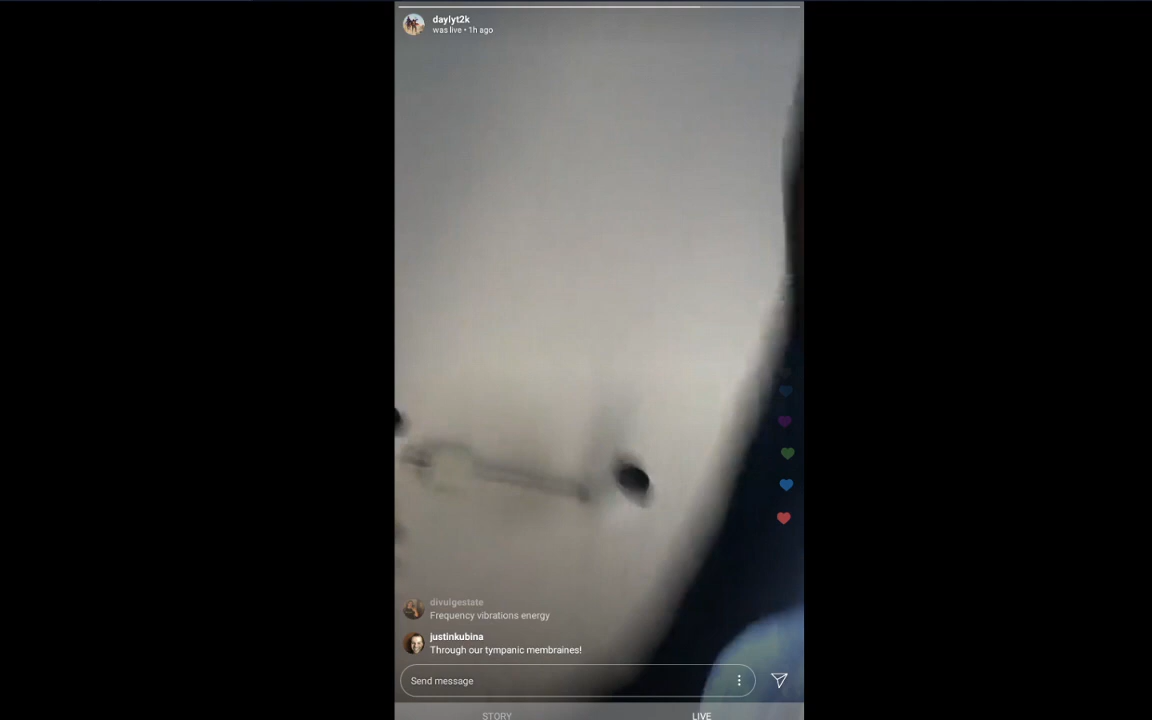 daylyt2k
was live • 1h ago
divulgestate
Frequency vibrations energy
justinkubina
Through our tympanic membraines!
Send message
STORY
LIVE